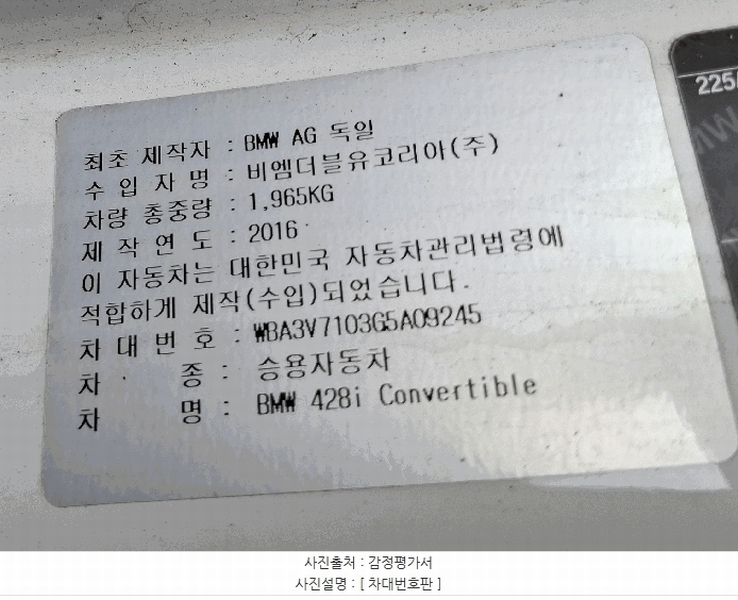 최초 제작자 : BMW AG 독일
수 입 자 명 : 비엠더블유코리아(주)
차량 총중량 : 1,965KG
제 작 연 도 : 2016
이 자동차는 대한민국 자동차관리법령에
적합하게 제작(수입)되었습니다.
차 대 번 호 : WBA3V7103G5A09245
차 종 : 승용자동차
차 명 : BMW 428i Convertible
225/
사진출처 : 감정평가서
사진설명 : [ 차대번호판 ]